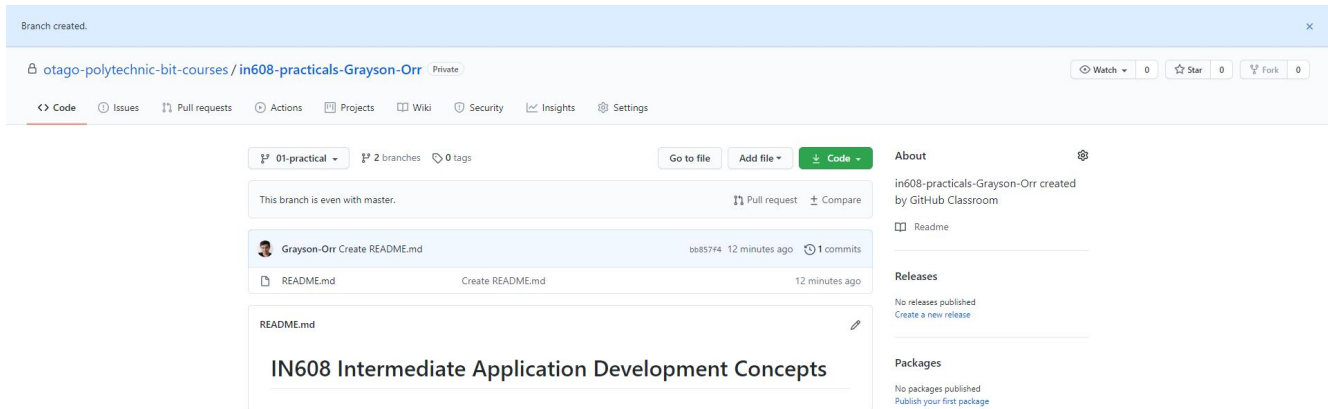 Branch created.
otago-polytechnic-bit-courses / in608-practicals-Grayson-Orr Private
Watch 0 Star 0 Fork 0
Code Issues Pull requests Actions Projects Wiki Security Insights Settings
01-practical 2 branches 0 tags Go to file Add file Code
This branch is even with master. Pull request Compare
Grayson-Orr Create README.md bb857f4 12 minutes ago 1 commits
README.md Create README.md 12 minutes ago
README.md
IN608 Intermediate Application Development Concepts
About
in608-practicals-Grayson-Orr created
by GitHub Classroom
Readme
Releases
No releases published
Create a new release
Packages
No packages published
Publish your first package